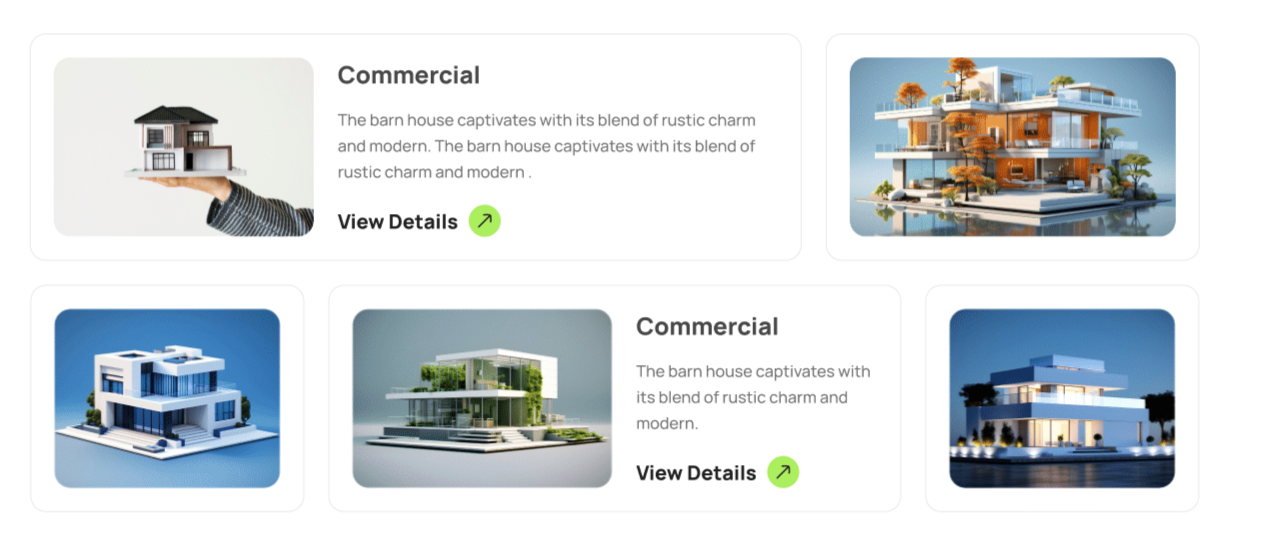 Commercial
The barn house captivates with its blend of rustic charm
and modern. The barn house captivates with its blend of
rustic charm and modern .
View Details
Commercial
The barn house captivates with
its blend of rustic charm and
modern.
View Details